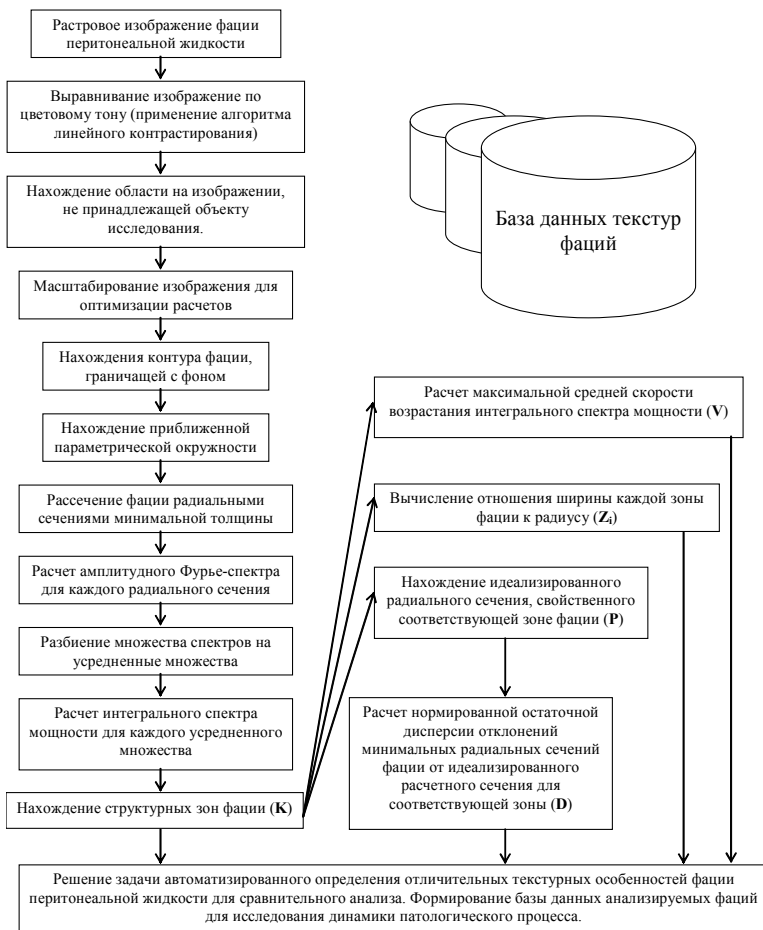 Растровое изображение фации
перитонеальной жидкости
Выравнивание изображение по
цветовому тону (применение алгоритма
линейного контрастирования)
Нахождение области на изображении,
не принадлежащей объекту
исследования.
Масштабирование изображения для
оптимизации расчетов
Нахождения контура фации,
граничащей с фоном
Нахождение приближенной
параметрической окружности
Рассечение фации радиальными
сечениями минимальной толщины
Расчет амплитудного Фурье-спектра
для каждого радиального сечения
Разбиение множества спектров на
усредненные множества
Расчет интегрального спектра
мощности для каждого усредненного
множества
Нахождение структурных зон фации (K)
База данных текстур
фаций
Расчет максимальной средней скорости
возрастания интегрального спектра мощности (V)
Вычисление отношения ширины каждой зоны
фации к радиусу (Zi)
Нахождение идеализированного
радиального сечения, свойственного
соответствующей зоне фации (P)
Расчет нормированной остаточной
дисперсии отклонений
минимальных радиальных сечений
фации от идеализированного
расчетного сечения для
соответствующей зоны (D)
Решение задачи автоматизированного определения отличительных текстурных особенностей фации
перитонеальной жидкости для сравнительного анализа. Формирование базы данных анализируемых фаций
для исследования динамики патологического процесса.